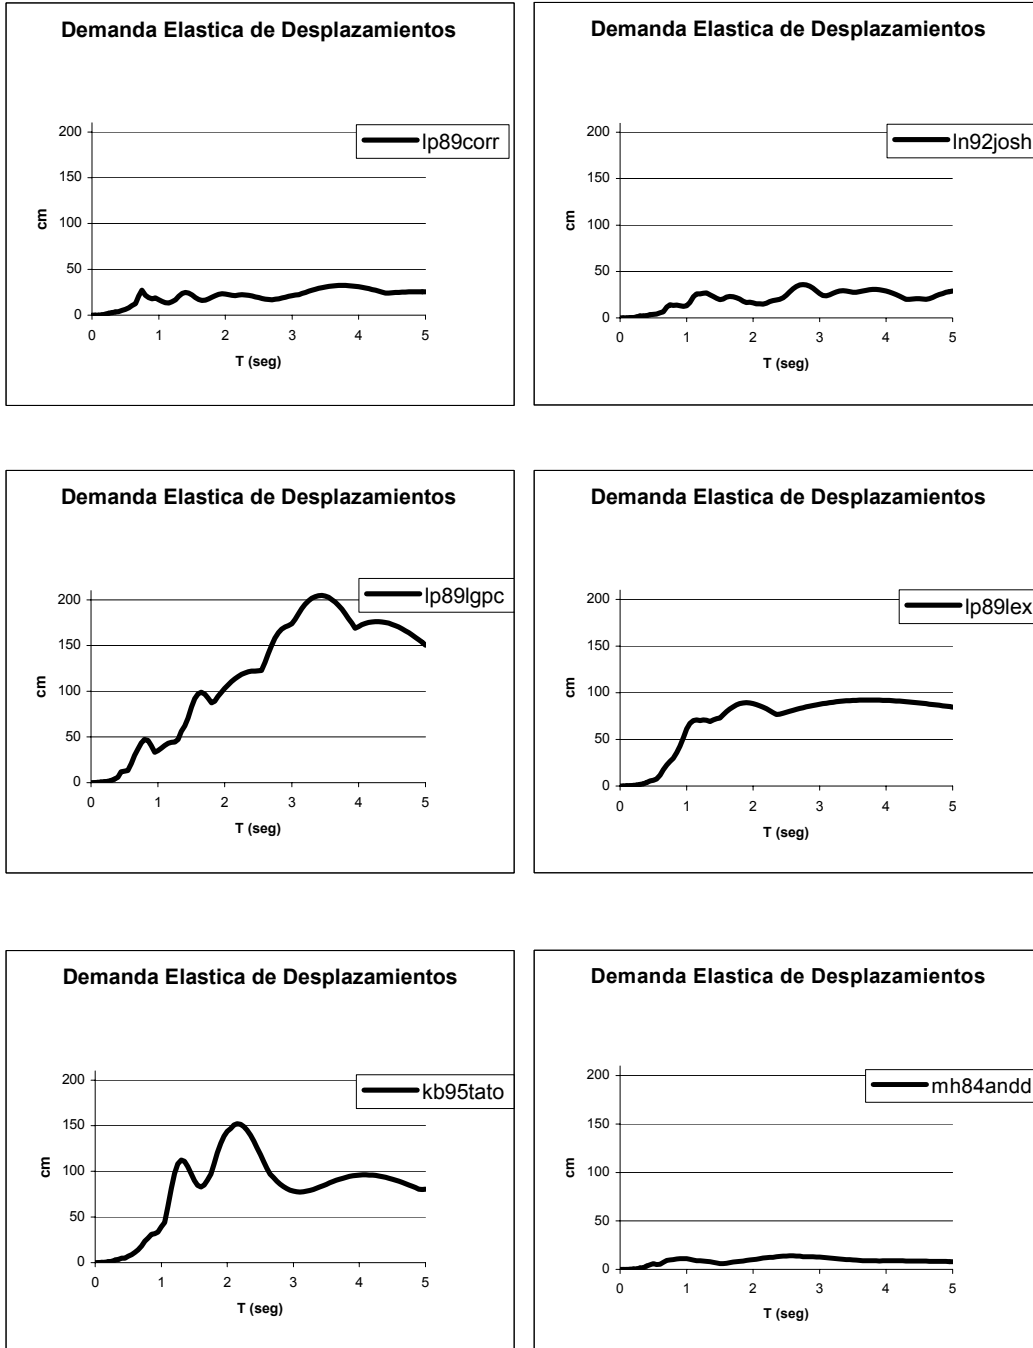 Demanda Elastica de Desplazamientos
200
150
100
50
0
cm
0 1 2 3 4 5
T (seg)
lp89corr
Demanda Elastica de Desplazamientos
200
150
100
50
0
cm
0 1 2 3 4 5
T (seg)
ln92josh
Demanda Elastica de Desplazamientos
200
150
100
50
0
cm
0 1 2 3 4 5
T (seg)
lp89lgpc
Demanda Elastica de Desplazamientos
200
150
100
50
0
cm
0 1 2 3 4 5
T (seg)
lp89lex
Demanda Elastica de Desplazamientos
200
150
100
50
0
cm
0 1 2 3 4 5
T (seg)
kb95tato
Demanda Elastica de Desplazamientos
200
150
100
50
0
cm
0 1 2 3 4 5
T (seg)
mh84andd